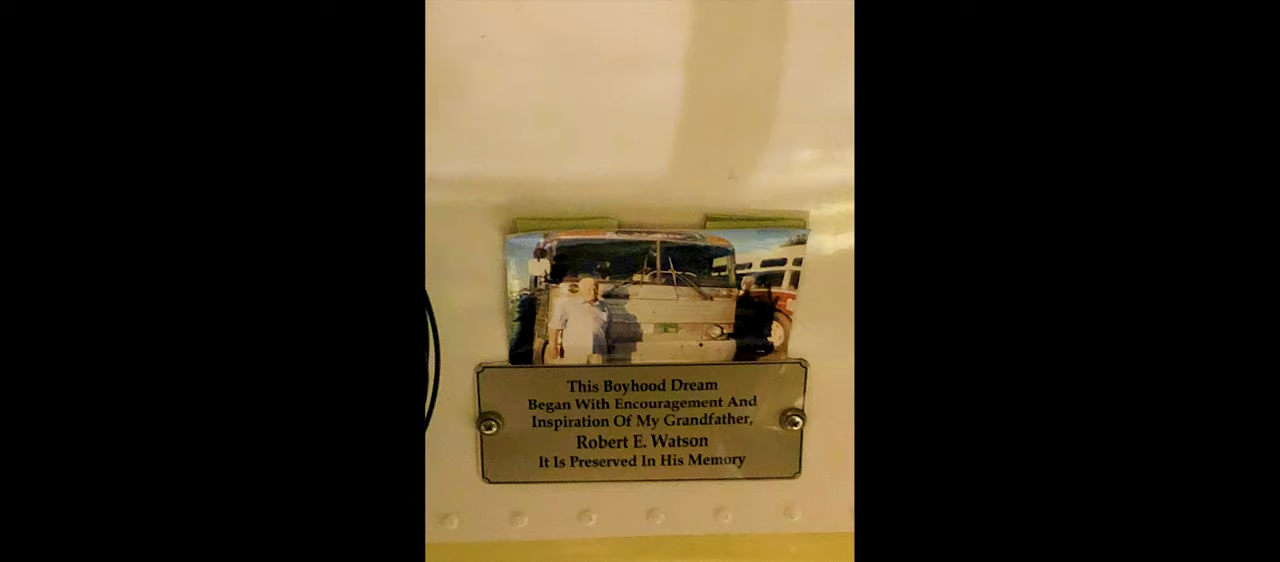 This Boyhood Dream
Began With Encouragement And
Inspiration Of My Grandfather,
Robert E. Watson
It Is Preserved In His Memory